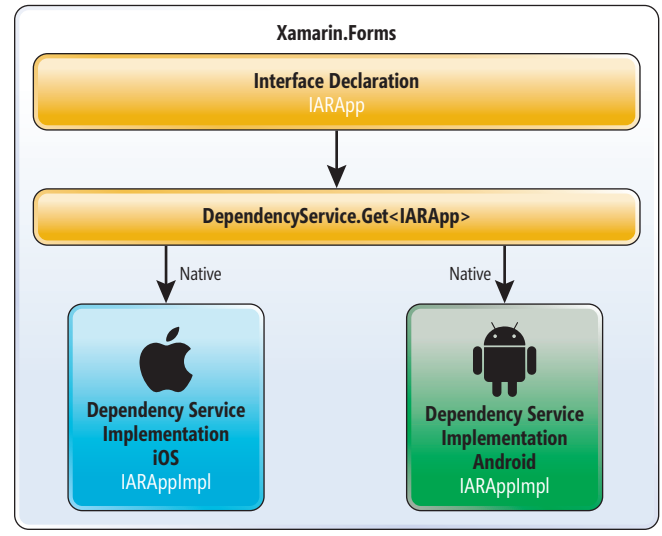 Xamarin.Forms
Interface Declaration
IARApp
DependencyService.Get<IARApp>
Native
Native
Dependency Service
Implementation
iOS
IARAppImpl
Dependency Service
Implementation
Android
IARAppImpl